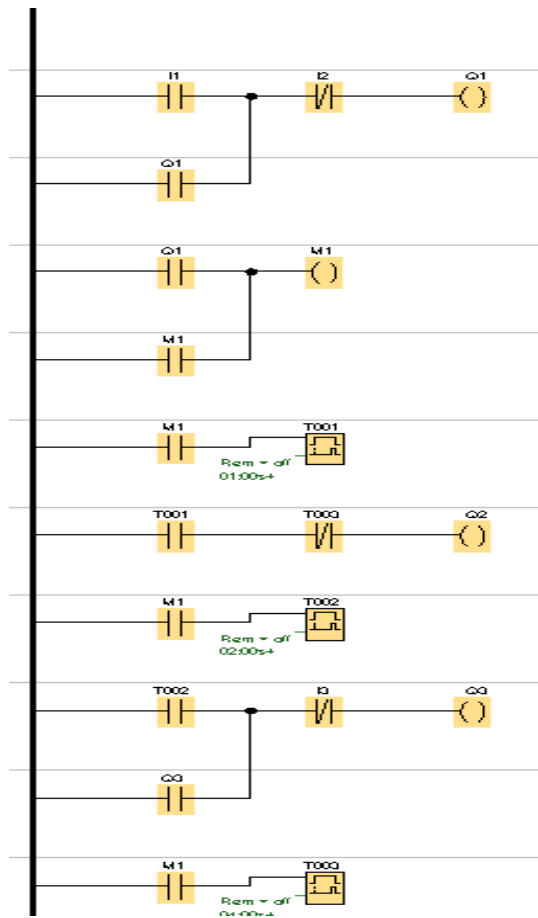 I1 I2 Q1
Q1
Q1 M1
M1
M1 T001
Rem = off
01:00s+
T001 T003 Q2
M1 T002
Rem = off
02:00s+
T002 I3 Q3
Q3
M1 T003
Rem = off